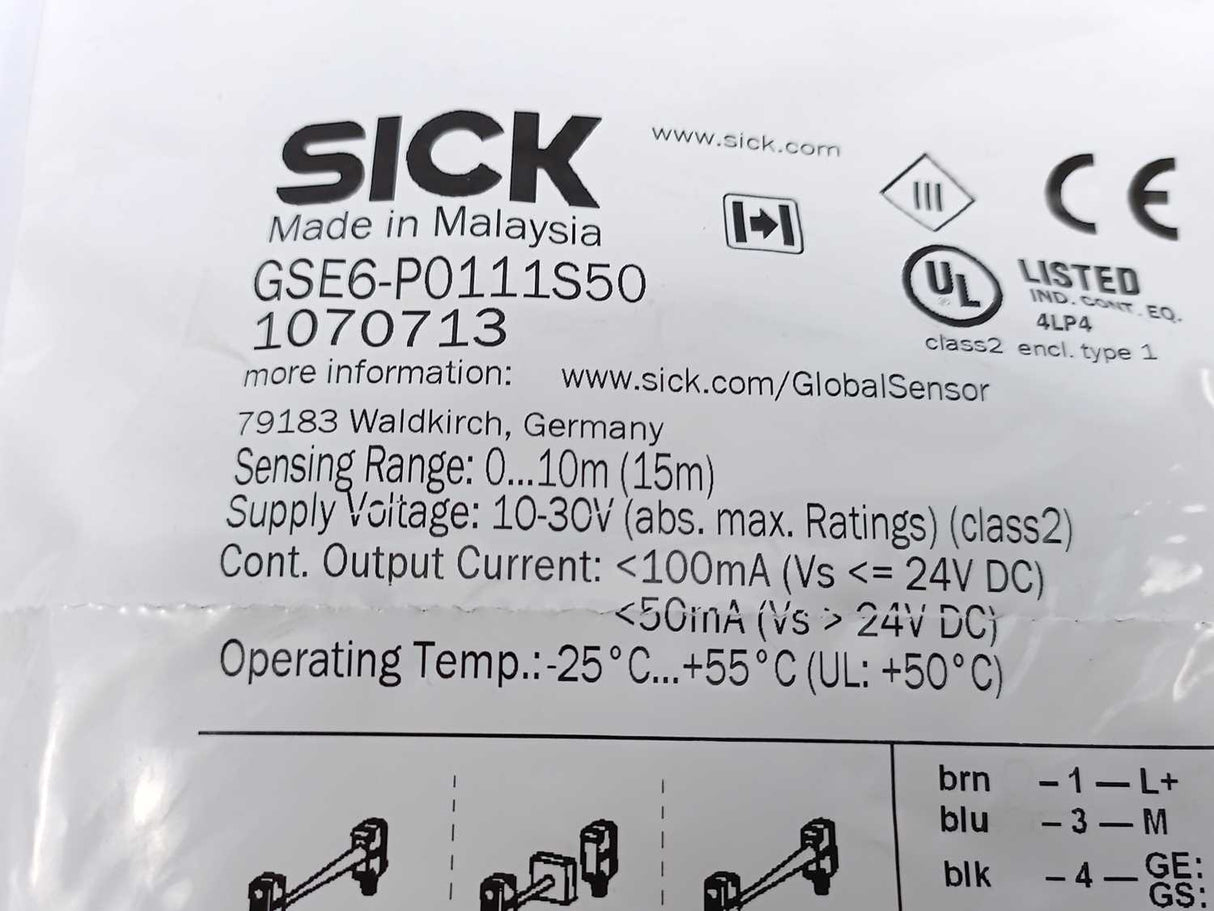 SICK
www.sick.com
III
CE
Made in Malaysia
GSE6-P0111S50
1070713
UL LISTED
IND. CONT. EQ.
4LP4
class2 encl. type 1
more information: www.sick.com/GlobalSensor
79183 Waldkirch, Germany
Sensing Range: 0...10m (15m)
Supply Voltage: 10-30V (abs. max. Ratings) (class2)
Cont. Output Current: <100mA (Vs <= 24V DC)
<50mA (Vs > 24V DC)
Operating Temp.:-25°C...+55°C (UL: +50°C)
brn -1 — L+
blu -3 — M
blk -4 — GE:
GS: